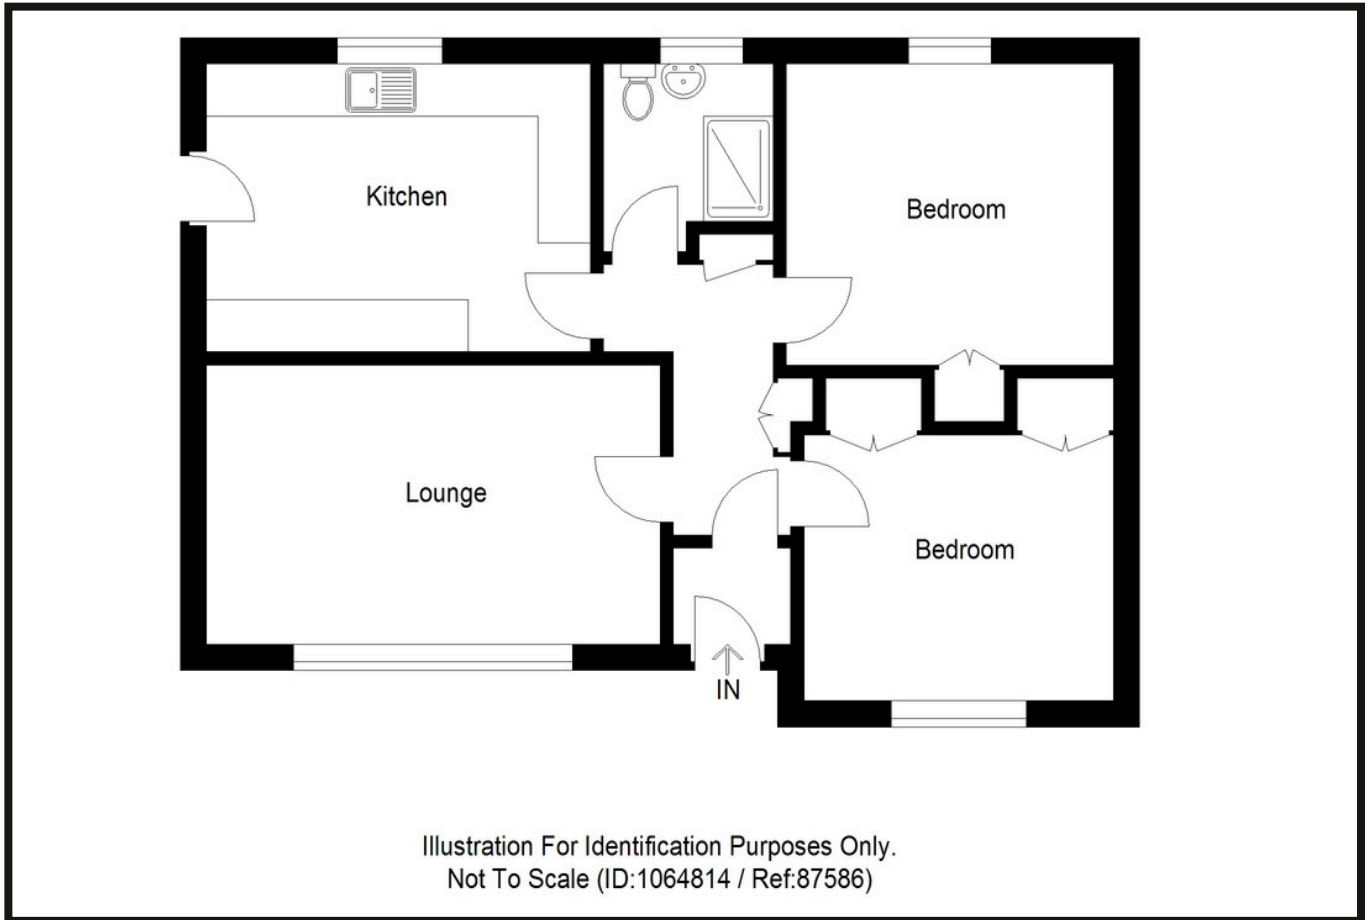 Kitchen
Bedroom
Lounge
Bedroom
IN
Illustration For Identification Purposes Only.
Not To Scale (ID:1064814 / Ref:87586)